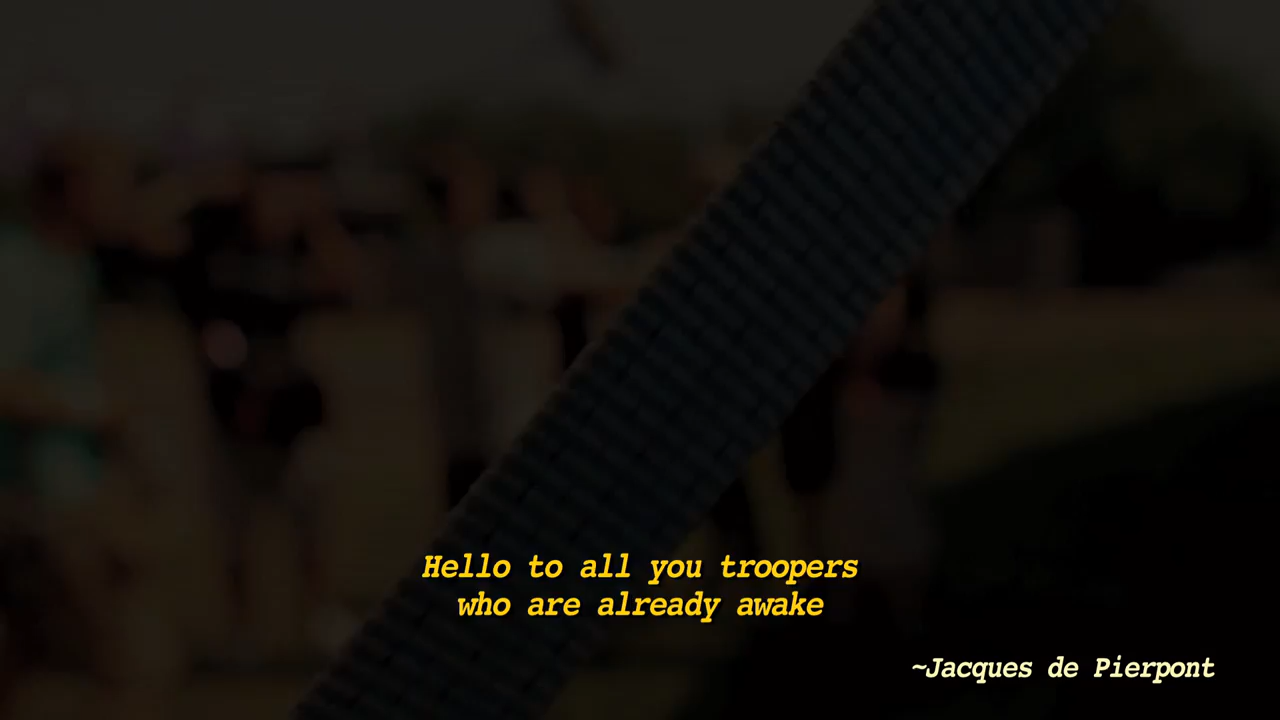 Hello to all you troopers
who are already awake
~Jacques de Pierpont